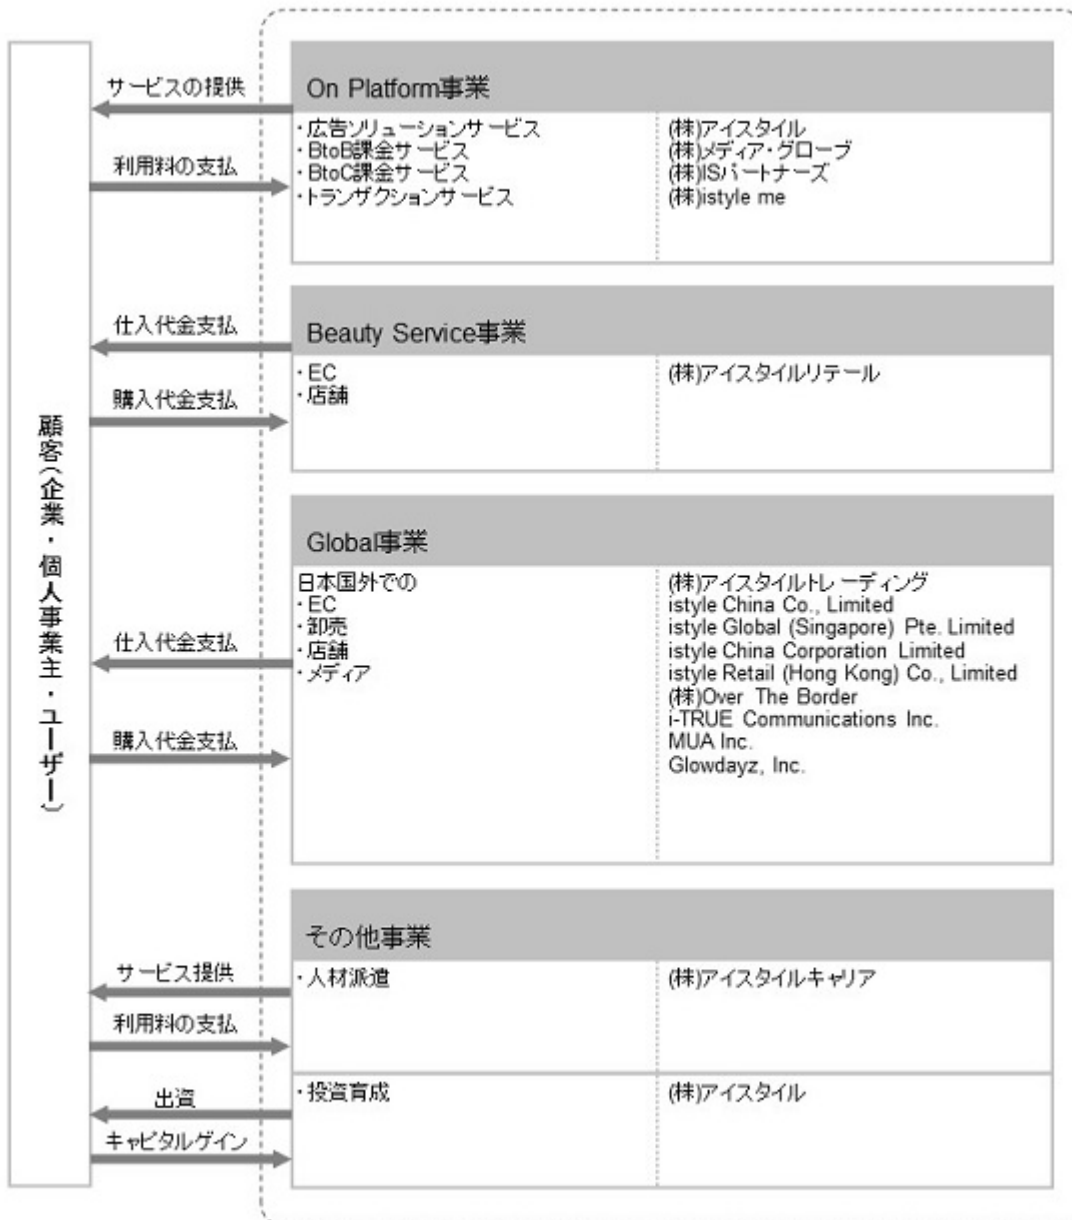 顧客(企業・個人事業主・ユーザー)
サービスの提供
利用料の支払
On Platform事業
・広告ソリューションサービス
・BtoB課金サービス
・BtoC課金サービス
・トランザクションサービス
(株)アイスタイル
(株)メディア・グローブ
(株)ISパートナーズ
(株)istyle me
仕入代金支払
購入代金支払
Beauty Service事業
・EC
・店舗
(株)アイスタイルリテール
仕入代金支払
購入代金支払
Global事業
日本国外での
・EC
・卸売
・店舗
・メディア
(株)アイスタイルトレーディング
istyle China Co., Limited
istyle Global (Singapore) Pte. Limited
istyle China Corporation Limited
istyle Retail (Hong Kong) Co., Limited
(株)Over The Border
i-TRUE Communications Inc.
MUA Inc.
Glowdayz, Inc.
その他事業
サービス提供
利用料の支払
・人材派遣
(株)アイスタイルキャリア
出資
キャピタルゲイン
・投資育成
(株)アイスタイル